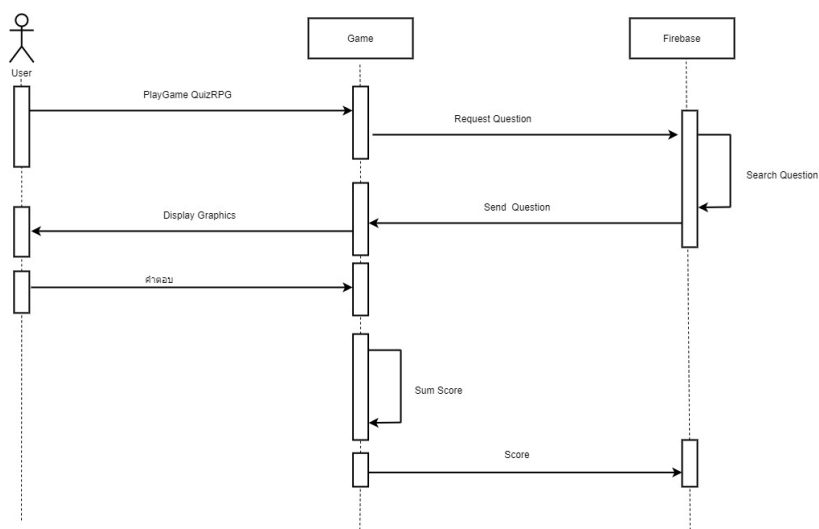 Game
Firebase
User
PlayGame QuizRPG
Request Question
Search Question
Send Question
Display Graphics
คำตอบ
Sum Score
Score